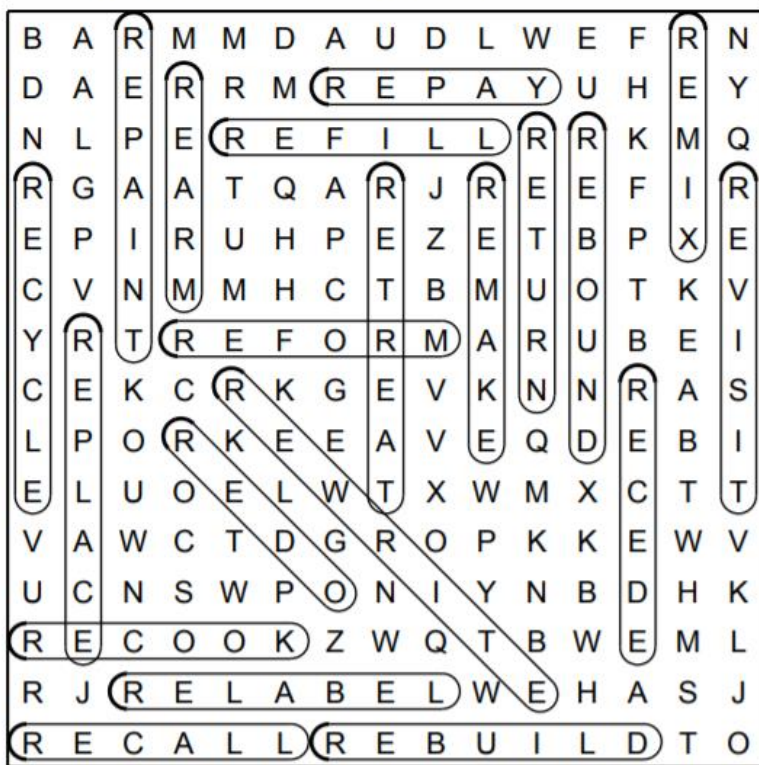 B A R M M D A U D L W E F R N
D A E R R M R E P A Y U H E Y
N L P E R E F I L L R R K M Q
R G A A T Q A R J R E E F I R
E P I R U H P E Z E T B P X E
C V N M M H C T B M U O T K V
Y R T R E F O R M A R U B E I
C E K C R K G E V K N N R A S
L P O R K E E A V E Q D E B I
E L U O E L W T X W M X C T T
V A W C T D G R O P K K E W V
U C N S W P O N I Y N B D H K
R E C O O K Z W Q T B W E M L
R J R E L A B E L W E H A S J
R E C A L L R E B U I L D T O